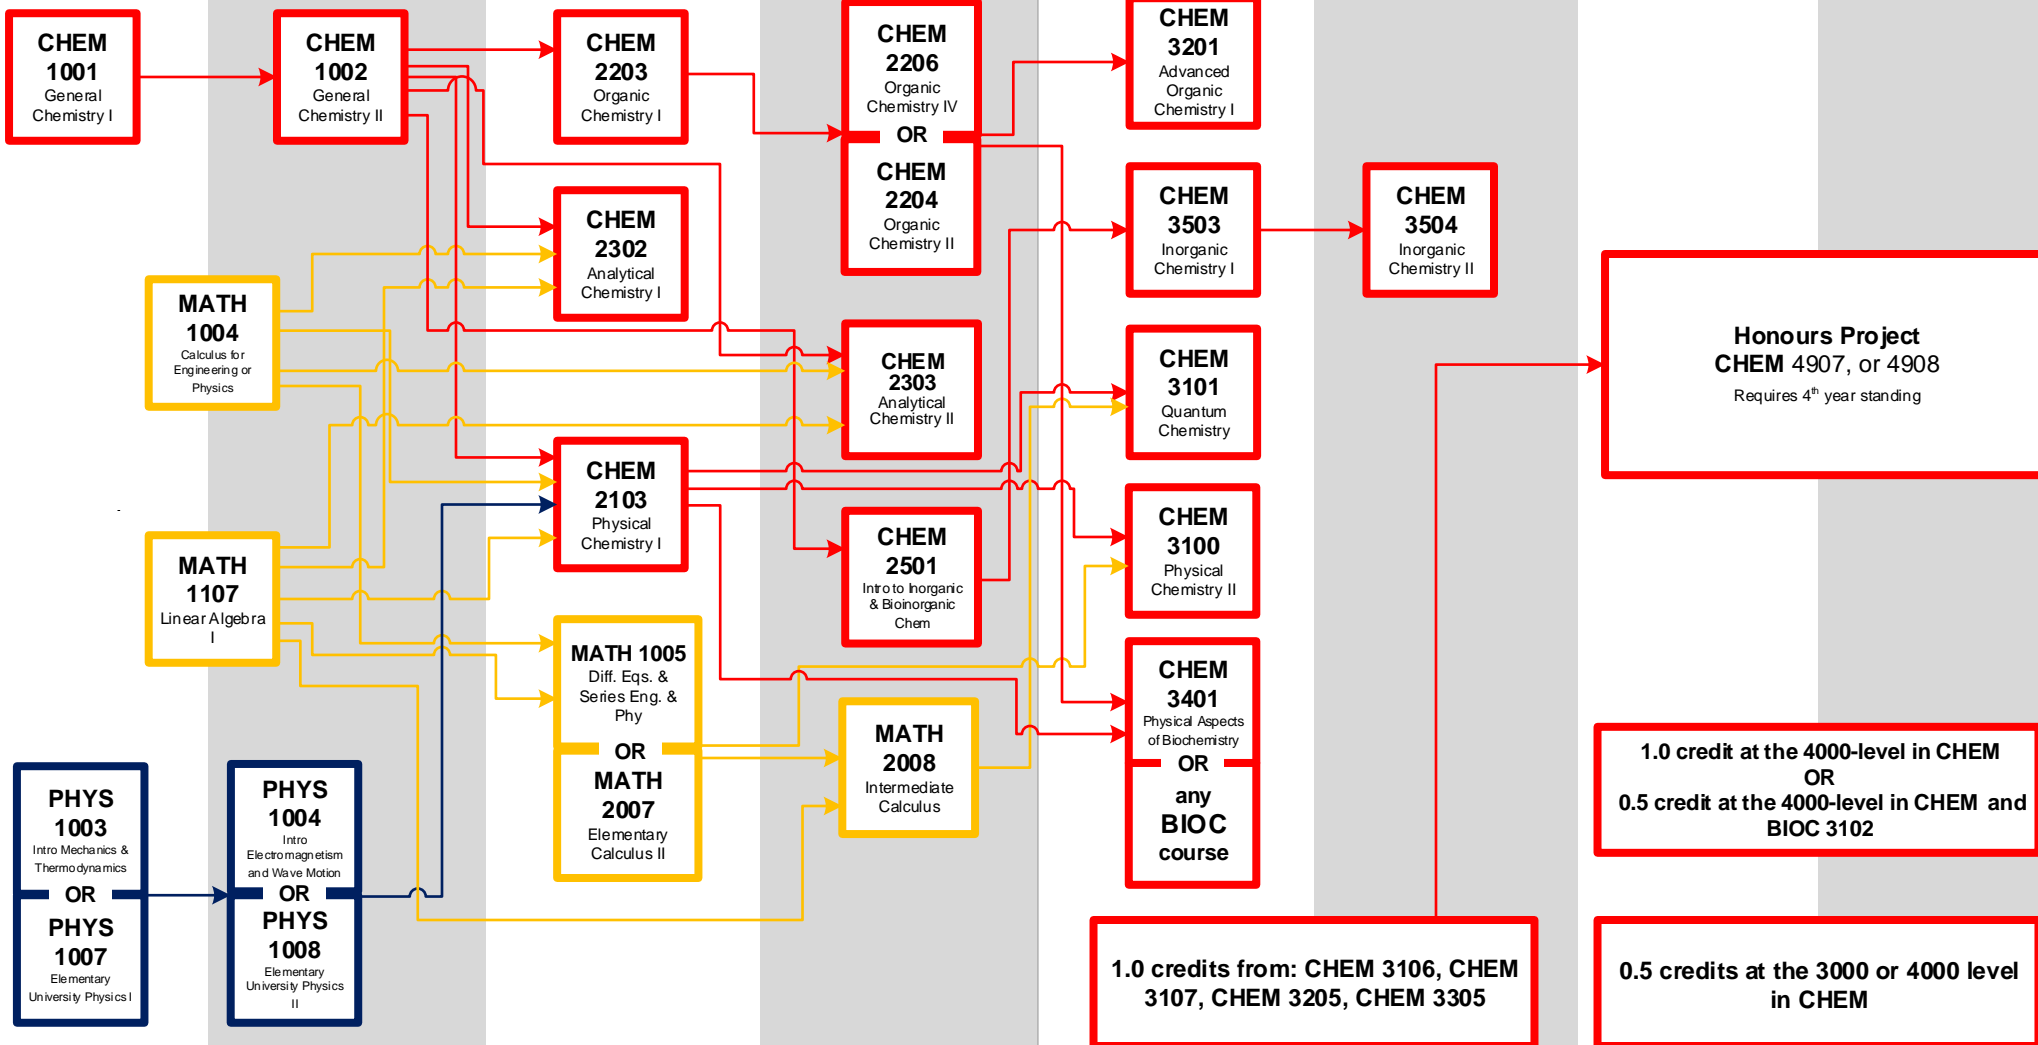 CHEM
1001
General
Chemistry I
CHEM
1002
General
Chemistry II
CHEM
2203
Organic
Chemistry I
CHEM
2206
Organic
Chemistry IV
OR
CHEM
2204
Organic
Chemistry II
CHEM
3201
Advanced
Organic
Chemistry I
CHEM
2302
Analytical
Chemistry I
CHEM
3503
Inorganic
Chemistry I
CHEM
3504
Inorganic
Chemistry II
MATH
1004
Calculus for
Engineering or
Physics
CHEM
2303
Analytical
Chemistry II
CHEM
3101
Quantum
Chemistry
Honours Project
CHEM 4907, or 4908
Requires 4th year standing
MATH
1107
Linear Algebra
I
CHEM
2103
Physical
Chemistry I
CHEM
2501
Intro to Inorganic
& Bioinorganic
Chem
CHEM
3100
Physical
Chemistry II
MATH 1005
Diff. Eqs. &
Series Eng. &
Phy
OR
MATH
2007
Elementary
Calculus II
MATH
2008
Intermediate
Calculus
CHEM
3401
Physical Aspects
of Biochemistry
OR
any
BIOC
course
1.0 credit at the 4000-level in CHEM
OR
0.5 credit at the 4000-level in CHEM and
BIOC 3102
PHYS
1003
Intro Mechanics &
Thermodynamics
OR
PHYS
1007
Elementary
University Physics I
PHYS
1004
Intro
Electromagnetism
and Wave Motion
OR
PHYS
1008
Elementary
University Physics
II
1.0 credits from: CHEM 3106, CHEM
3107, CHEM 3205, CHEM 3305
0.5 credits at the 3000 or 4000 level
in CHEM